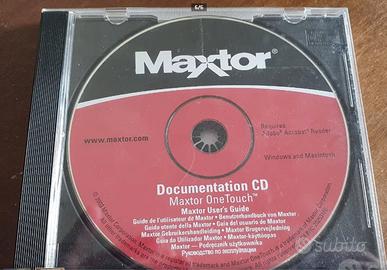 Maxtor®
Requires
Adobe® Acrobat® Reader
www.maxtor.com
Windows and Macintosh
Documentation CD
Maxtor OneTouch™
Maxtor User's Guide
Guide de l'utilisateur de Maxtor • Benutzerhandbuch von Maxtor
Guida utente della Maxtor • Guía del usuario de Maxtor
Maxtor Gebruikershandleiding • Maxtor Brugervejledning
Guia do Utilizador Maxtor • Maxtor-käyttöopas
Maxtor — Podręcznik użytkownika
Руководство по эксплуатации
subito